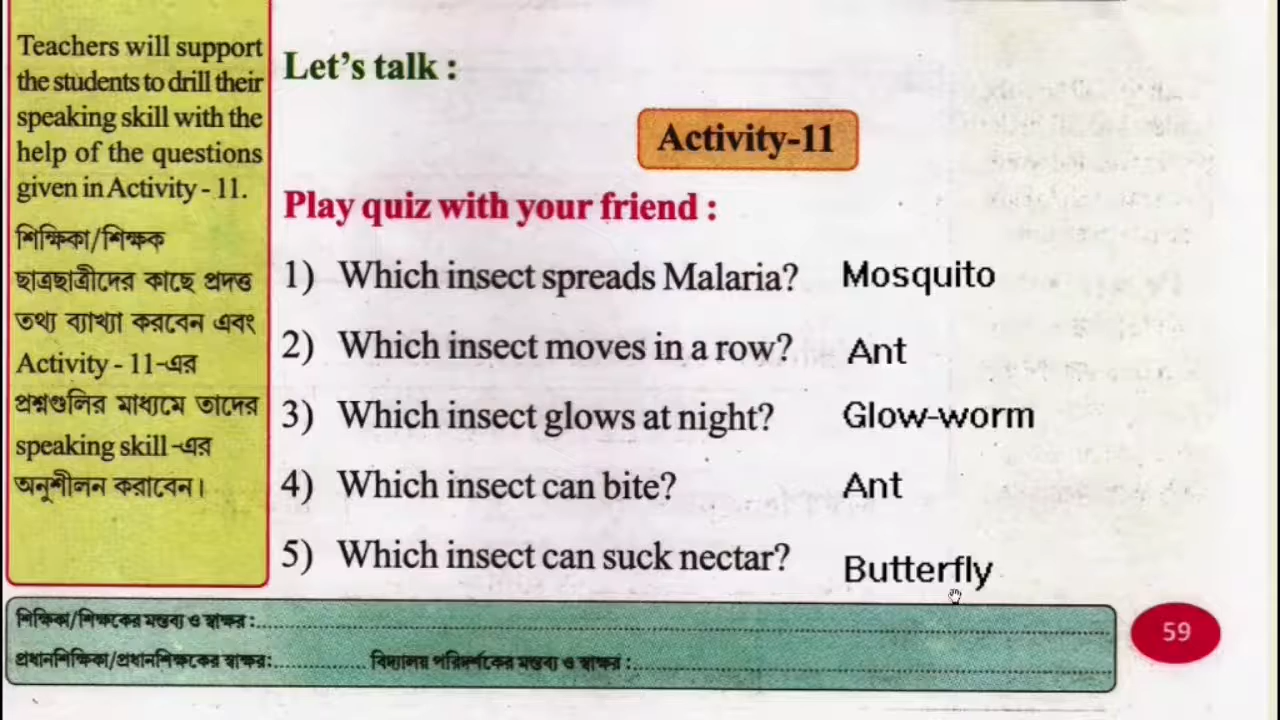 Teachers will support
the students to drill their
speaking skill with the
help of the questions
given in Activity - 11.
শিক্ষিকা/শিক্ষক
ছাত্রছাত্রীদের কাছে প্রদত্ত
তথ্য ব্যাখ্যা করবেন এবং
Activity - 11-এর
প্রশ্নগুলির মাধ্যমে তাদের
speaking skill -এর
অনুশীলন করাবেন।
Let's talk :
Activity-11
Play quiz with your friend :
1) Which insect spreads Malaria? Mosquito
2) Which insect moves in a row? Ant
3) Which insect glows at night? Glow-worm
4) Which insect can bite? Ant
5) Which insect can suck nectar? Butterfly
শিক্ষিকা/শিক্ষকের মন্তব্য ও স্বাক্ষর :
প্রধানশিক্ষিকা/প্রধানশিক্ষকের স্বাক্ষর: বিদ্যালয় পরিদর্শকের মন্তব্য ও স্বাক্ষর :
59